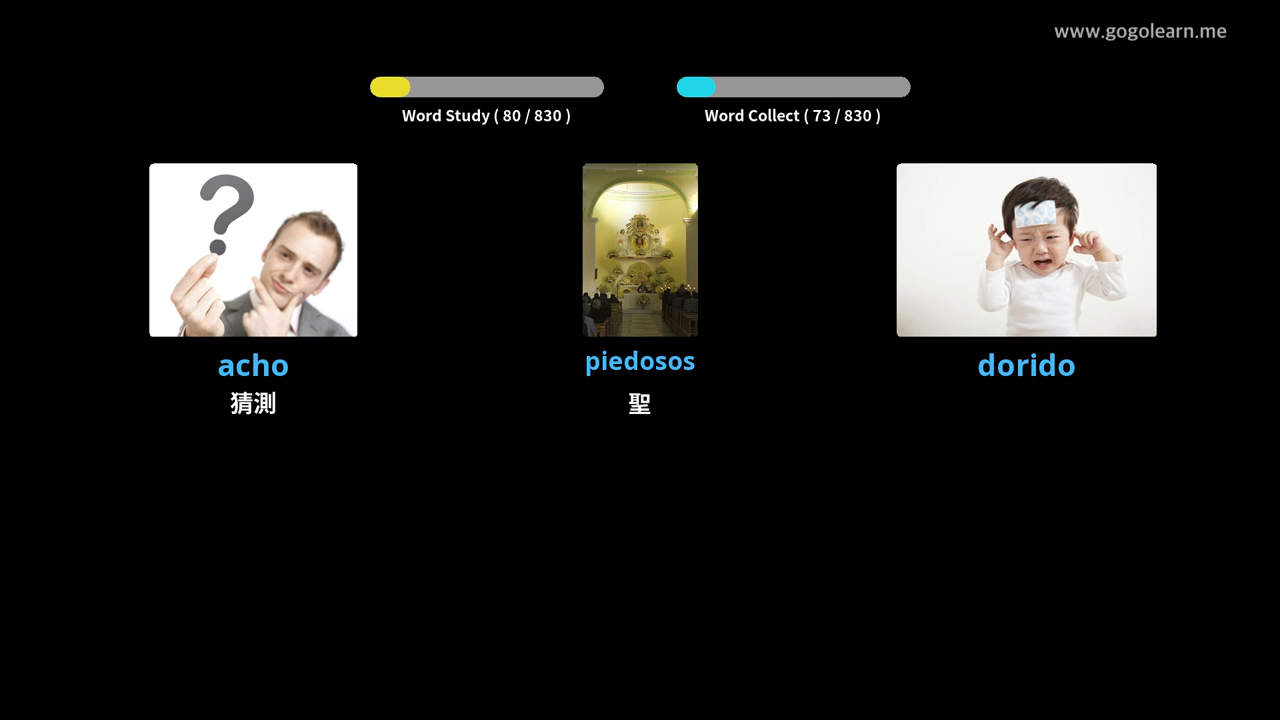 www.gogolearn.me
Word Study ( 80 / 830 )
Word Collect ( 73 / 830 )
acho
piedosos
dorido
猜測
聖